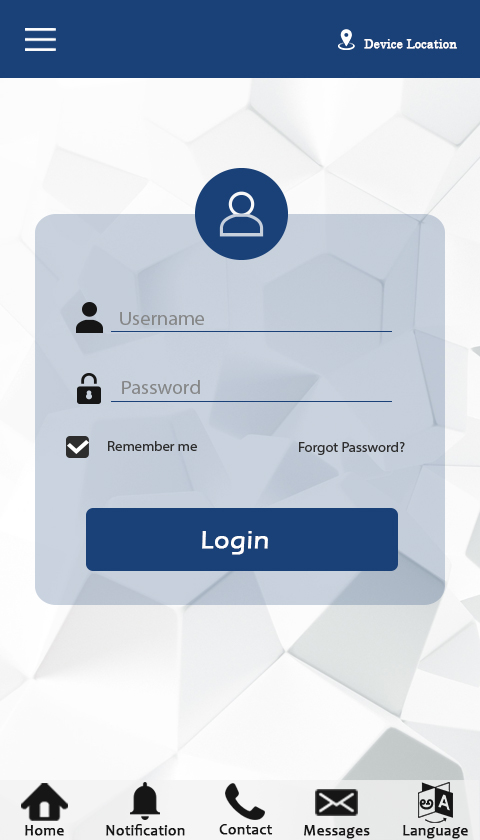 Device Location
Username
Password
Remember me
Forgot Password?
Login
Home
Notification
Contact
Messages
Language